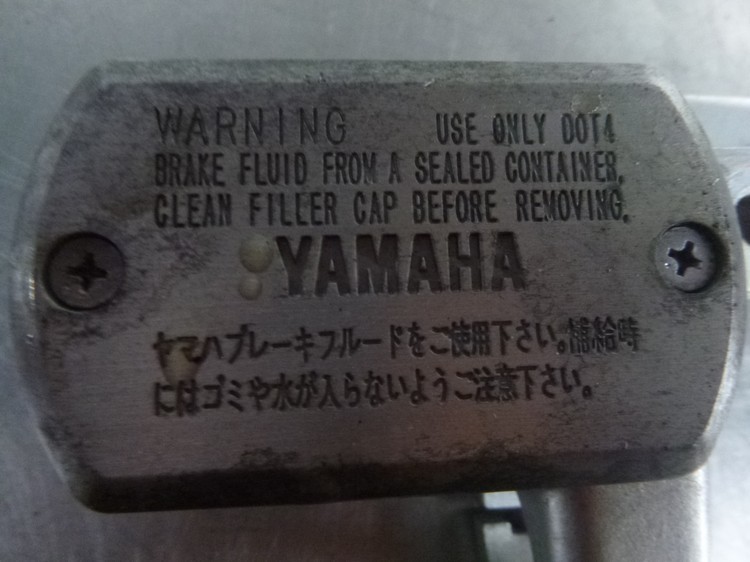 WARNING USE ONLY DOT4
BRAKE FLUID FROM A SEALED CONTAINER.
CLEAN FILLER CAP BEFORE REMOVING.
YAMAHA
ヤマハブレーキフルードをご使用下さい。補給時
にはゴミや水が入らないようご注意下さい。